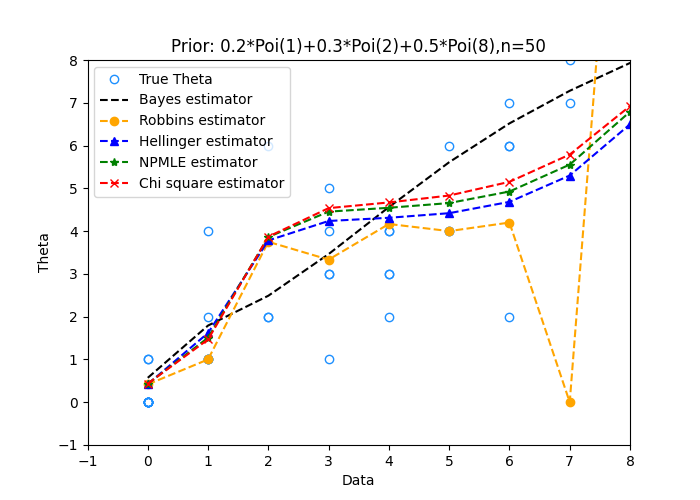 Prior: 0.2*Poi(1)+0.3*Poi(2)+0.5*Poi(8),n=50
True Theta
Bayes estimator
Robbins estimator
Hellinger estimator
NPMLE estimator
Chi square estimator
8
7
6
5
4
3
2
1
0
−1
Theta
−1 0 1 2 3 4 5 6 7 8
Data